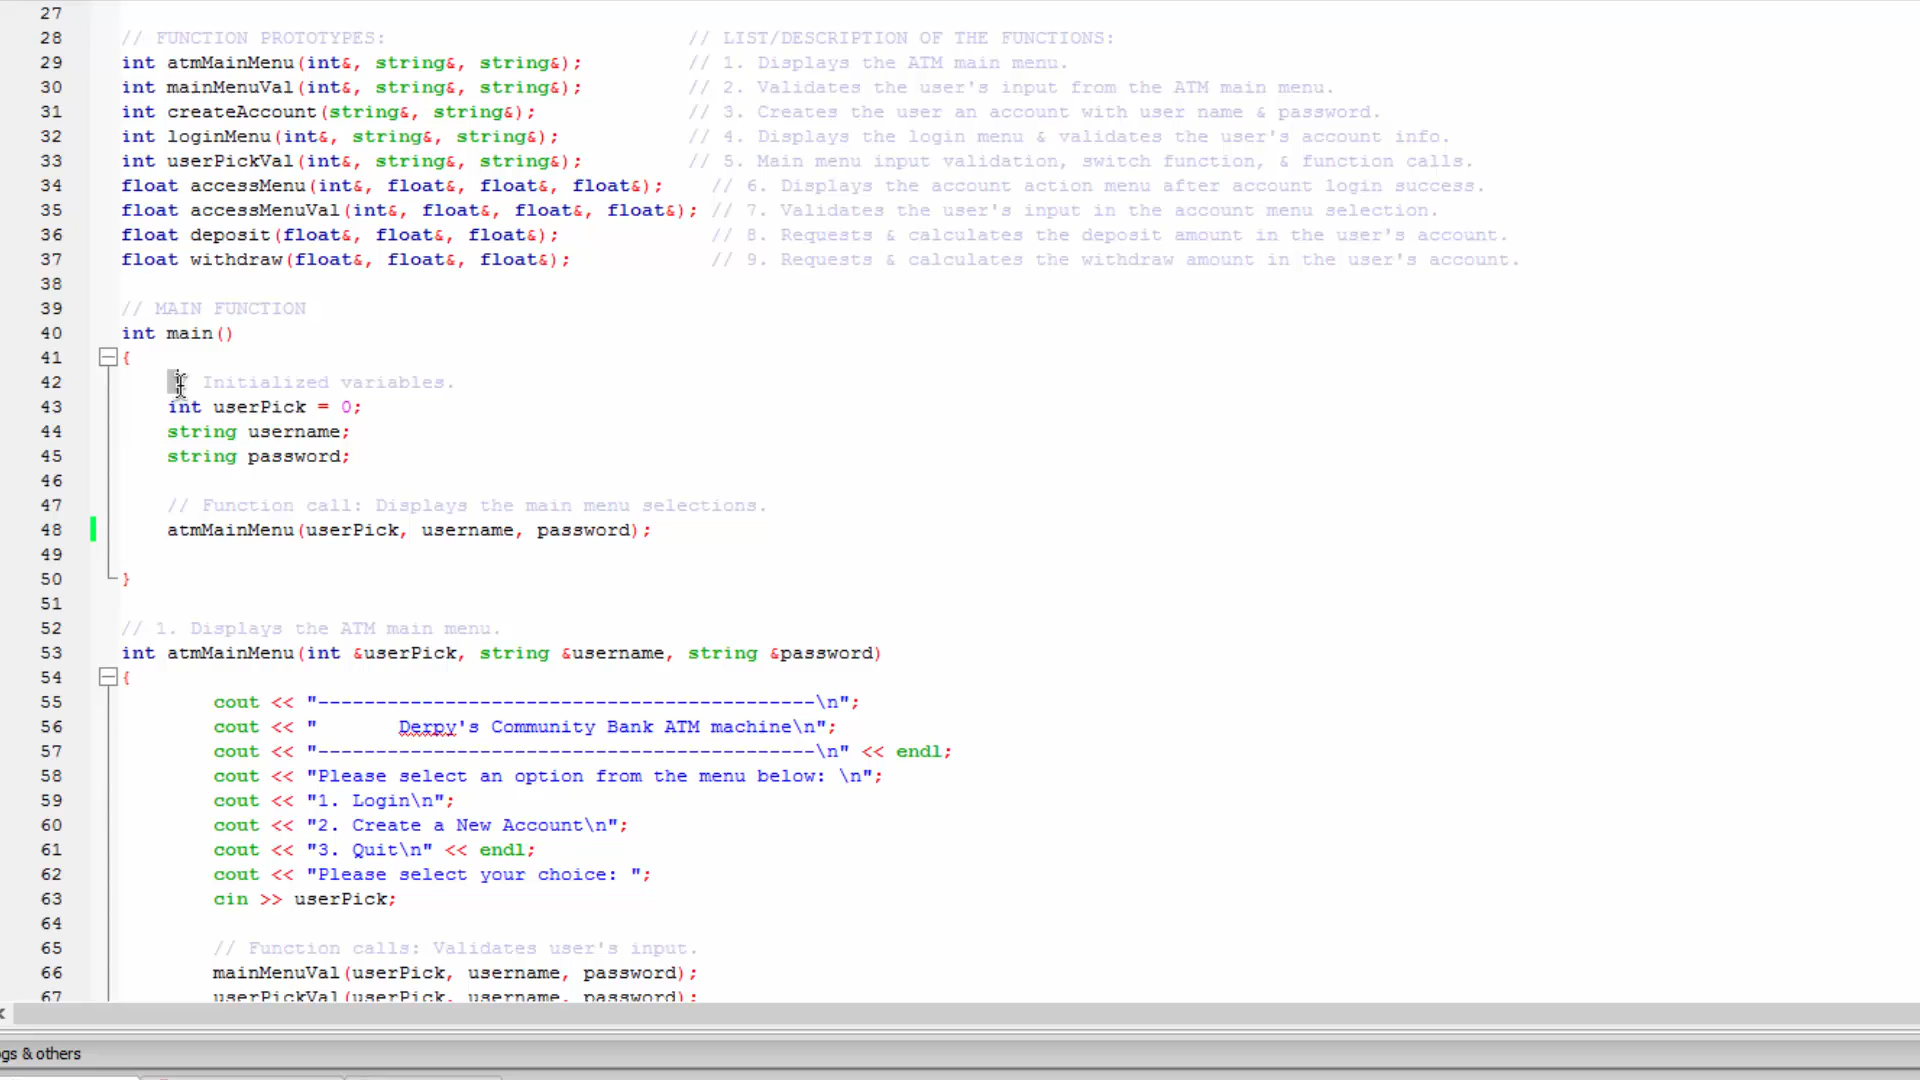 27
28 // FUNCTION PROTOTYPES: // LIST/DESCRIPTION OF THE FUNCTIONS:
29 int atmMainMenu(int&, string&, string&); // 1. Displays the ATM main menu.
30 int mainMenuVal(int&, string&, string&); // 2. Validates the user's input from the ATM main menu.
31 int createAccount(string&, string&); // 3. Creates the user an account with user name & password.
32 int loginMenu(int&, string&, string&); // 4. Displays the login menu & validates the user's account info.
33 int userPickVal(int&, string&, string&); // 5. Main menu input validation, switch function, & function calls.
34 float accessMenu(int&, float&, float&, float&); // 6. Displays the account action menu after account login success.
35 float accessMenuVal(int&, float&, float&, float&); // 7. Validates the user's input in the account menu selection.
36 float deposit(float&, float&, float&); // 8. Requests & calculates the deposit amount in the user's account.
37 float withdraw(float&, float&, float&); // 9. Requests & calculates the withdraw amount in the user's account.
38
39 // MAIN FUNCTION
40 int main()
41 {
42 Initialized variables.
43 int userPick = 0;
44 string username;
45 string password;
46
47 // Function call: Displays the main menu selections.
48 atmMainMenu(userPick, username, password);
49
50 }
51
52 // 1. Displays the ATM main menu.
53 int atmMainMenu(int &userPick, string &username, string &password)
54 {
55 cout << "-------------------------------------------\n";
56 cout << "       Derpy's Community Bank ATM machine\n";
57 cout << "-------------------------------------------\n" << endl;
58 cout << "Please select an option from the menu below: \n";
59 cout << "1. Login\n";
60 cout << "2. Create a New Account\n";
61 cout << "3. Quit\n" << endl;
62 cout << "Please select your choice: ";
63 cin >> userPick;
64
65 // Function calls: Validates user's input.
66 mainMenuVal(userPick, username, password);
67 userPickVal(userPick, username, password);
gs & others